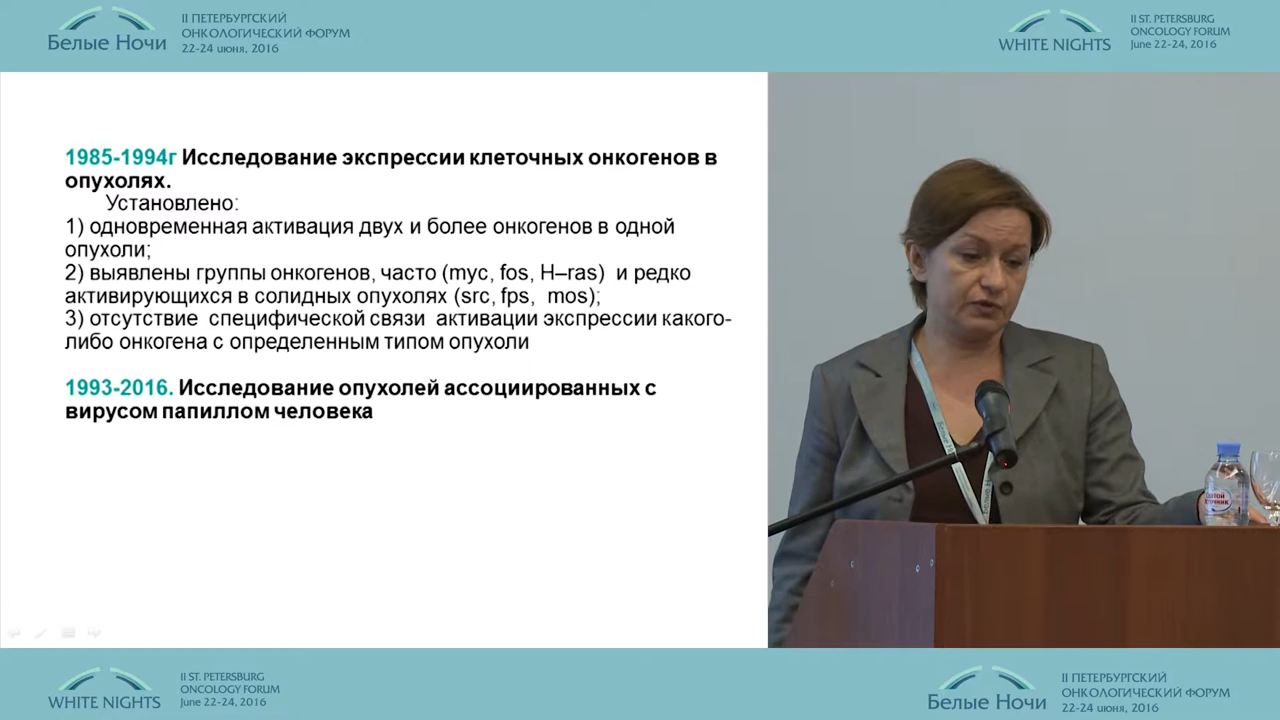 Белые Ночи
II ПЕТЕРБУРГСКИЙ
ОНКОЛОГИЧЕСКИЙ ФОРУМ
22-24 июня, 2016
WHITE NIGHTS
II ST. PETERSBURG
ONCOLOGY FORUM
June 22-24, 2016
1985-1994г Исследование экспрессии клеточных онкогенов в
опухолях.
Установлено:
1) одновременная активация двух и более онкогенов в одной
опухоли;
2) выявлены группы онкогенов, часто (myc, fos, H–ras) и редко
активирующихся в солидных опухолях (src, fps, mos);
3) отсутствие специфической связи активации экспрессии какого-
либо онкогена с определенным типом опухоли
1993-2016. Исследование опухолей ассоциированных с
вирусом папиллом человека
WHITE NIGHTS
II ST. PETERSBURG
ONCOLOGY FORUM
June 22-24, 2016
Белые Ночи
II ПЕТЕРБУРГСКИЙ
ОНКОЛОГИЧЕСКИЙ ФОРУМ
22-24 июня, 2016